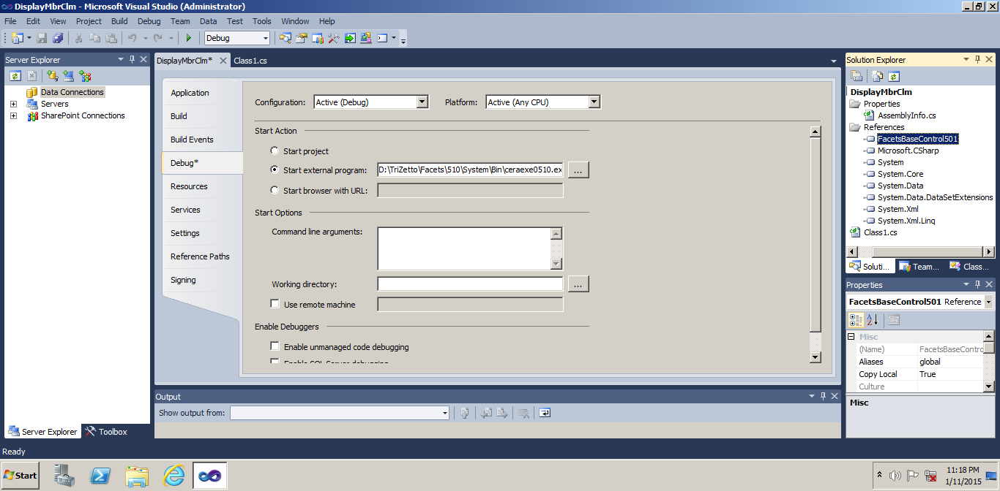 DisplayMbrClm - Microsoft Visual Studio (Administrator)
File Edit View Project Build Debug Team Data Test Tools Window Help
Debug
Server Explorer
Data Connections
Servers
SharePoint Connections
Server Explorer
Toolbox
DisplayMbrClm*
Class1.cs
Application
Build
Build Events
Debug*
Resources
Services
Settings
Reference Paths
Signing
Configuration: Active (Debug) Platform: Active (Any CPU)
Start Action
Start project
Start external program: D:\TriZetto\Facets\510\System\Bin\ceraexe0510.ex ...
Start browser with URL:
Start Options
Command line arguments:
Working directory: ...
Use remote machine
Enable Debuggers
Enable unmanaged code debugging
Enable SQL Server debugging
Output
Show output from:
Solution Explorer
DisplayMbrClm
Properties
AssemblyInfo.cs
References
FacetsBaseControl501
Microsoft.CSharp
System
System.Core
System.Data
System.Data.DataSetExtensions
System.Xml
System.Xml.Linq
Class1.cs
Soluti... Team... Class...
Properties
FacetsBaseControl501 Reference
Misc
(Name) FacetsBaseContro
Aliases global
Copy Local True
Culture
Misc
Ready
Start
11:18 PM
1/11/2015